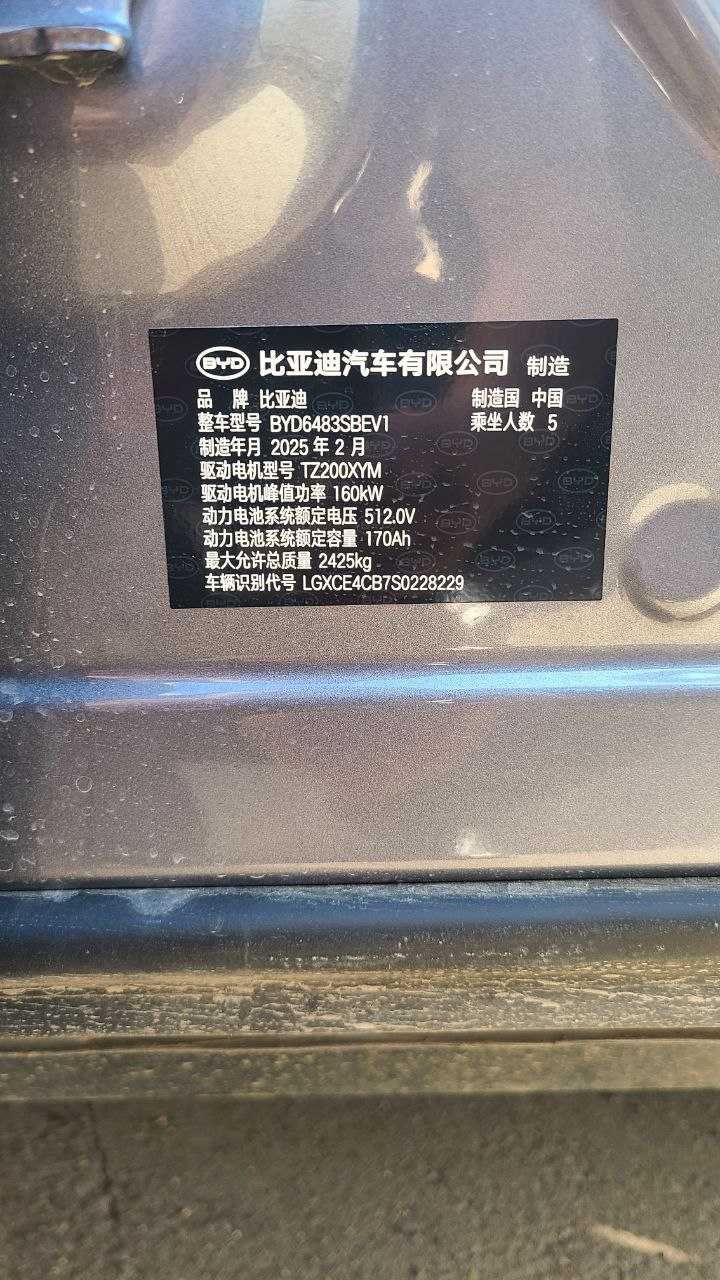 BYD 比亚迪汽车有限公司 制造
品 牌 比亚迪 制造国 中国
整车型号 BYD6483SBEV1 乘坐人数 5
制造年月 2025 年 2 月
驱动电机型号 TZ200XYM
驱动电机峰值功率 160kW
动力电池系统额定电压 512.0V
动力电池系统额定容量 170Ah
最大允许总质量 2425kg
车辆识别代号 LGXCE4CB7S0228229